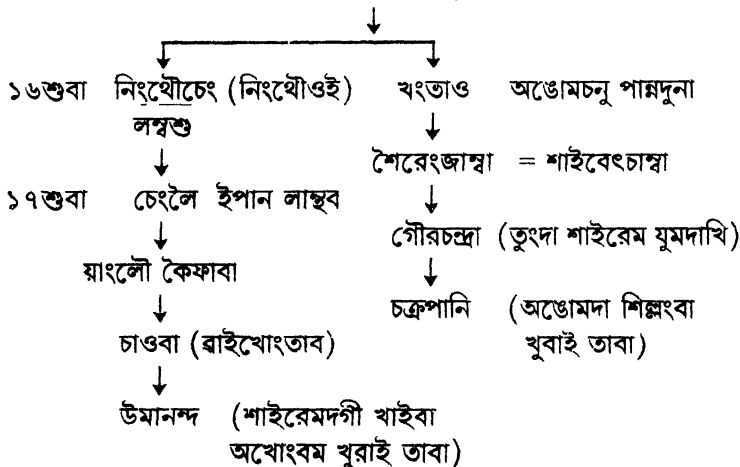 ১৬শুবা নিংথৌচেং (নিংথৌওই) খংতাও অঙোমচনু পান্নদুনা
লম্বশু
শৈরেংজাম্বা = শাইবেৎচাম্বা
১৭শুবা চেংলৈ ইপান লান্থব
গৌরচন্দ্রা (তুংদা শাইরেম য়ুমদাখি)
য়াংলৌ কৈফাবা
চক্রপানি (অঙোমদা শিল্লংবা
খুবাই তাবা)
চাওবা (ৱাইখোংতাব)
উমানন্দ (শাইরেমদগী খাইবা
অখোংবম খুরাই তাবা)